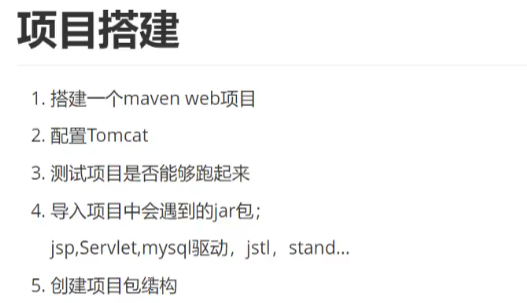 项目搭建
1. 搭建一个maven web项目
2. 配置Tomcat
3. 测试项目是否能够跑起来
4. 导入项目中会遇到的jar包；
jsp,Servlet,mysql驱动，jstl，stand...
5. 创建项目包结构